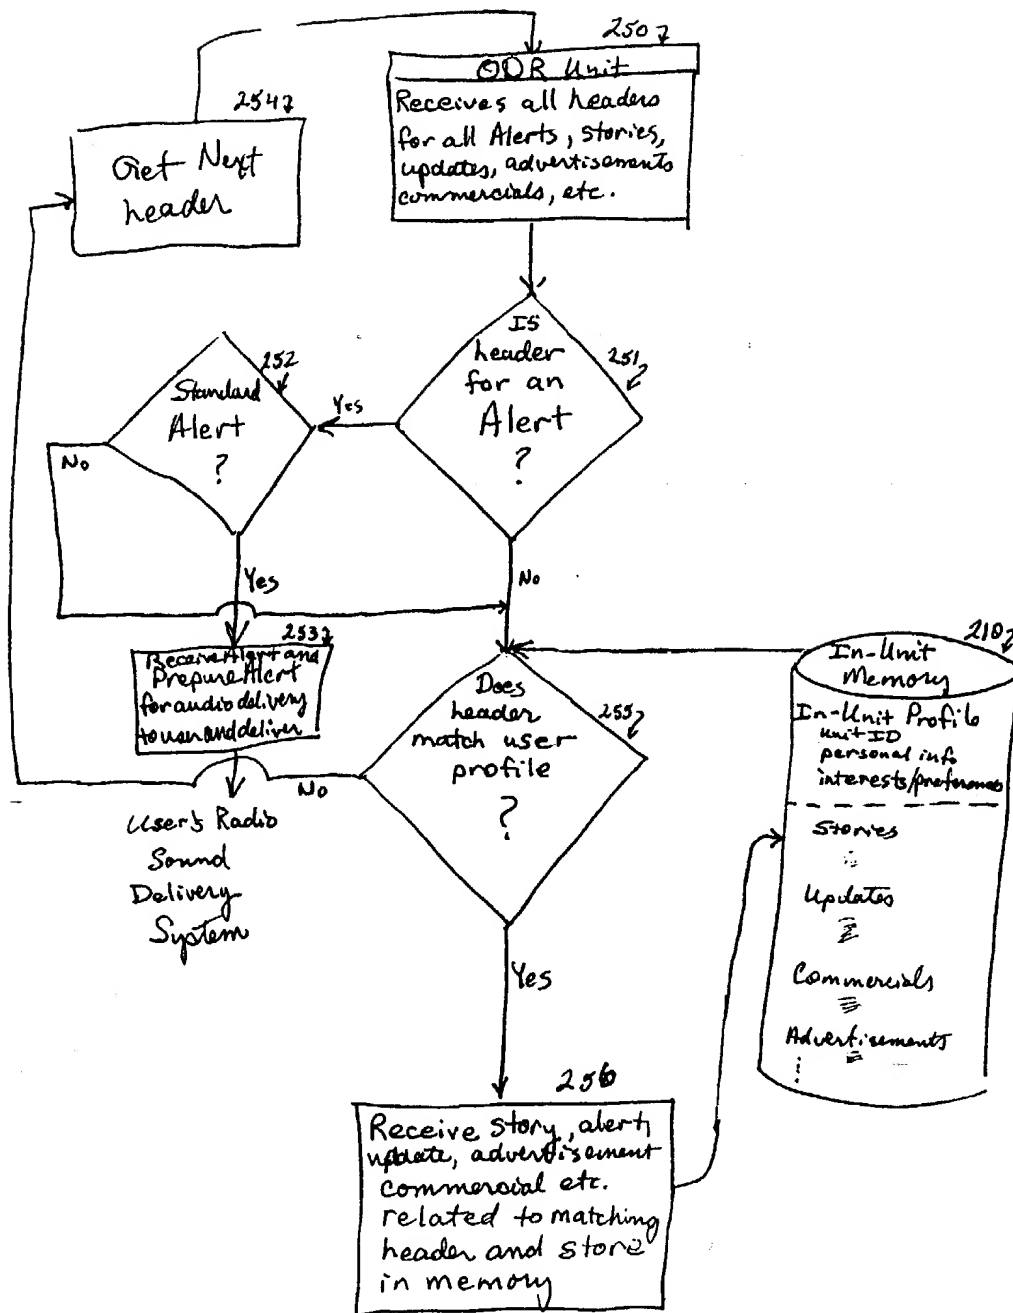 250
ODR Unit
Receives all headers
for all Alerts, stories,
updates, advertisements
commercials, etc.
254
Get Next
header
Is
header
for an
Alert
?
251
Yes
252
Standard
Alert
?
No
Yes
No
253
Receive Alert and
Prepare Alert
for audio delivery
to user and deliver
User's Radio
Sound
Delivery
System
Does
header
match user
profile
?
255
No
Yes
210
In-Unit
Memory
In-Unit Profile
Unit ID
personal info
interests/preferences
Stories
Updates
Commercials
Advertisements
256
Receive story, alert,
update, advertisement
commercial etc.
related to matching
header and store
in memory